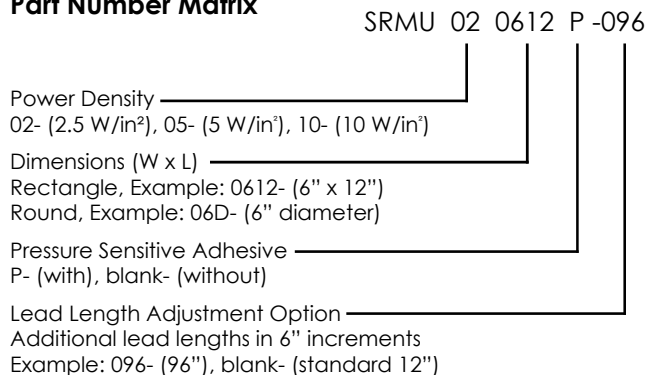 Part Number Matrix
SRMU 02 0612 P -096
Power Density
02- (2.5 W/in²), 05- (5 W/in²), 10- (10 W/in²)
Dimensions (W x L)
Rectangle, Example: 0612- (6” x 12”)
Round, Example: 06D- (6” diameter)
Pressure Sensitive Adhesive
P- (with), blank- (without)
Lead Length Adjustment Option
Additional lead lengths in 6” increments
Example: 096- (96”), blank- (standard 12”)